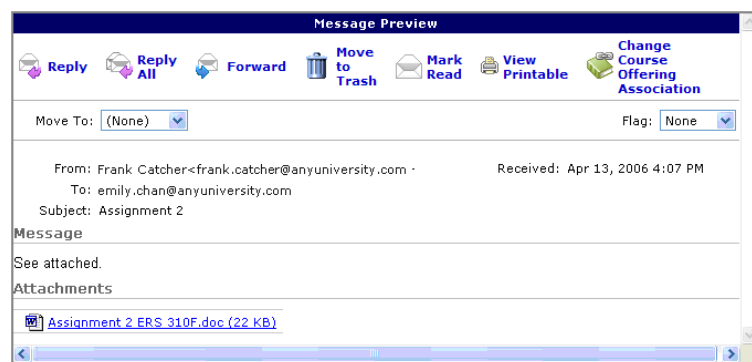 Message Preview
Reply
Reply All
Forward
Move to Trash
Mark Read
View Printable
Change Course Offering Association
Move To: (None)
Flag: None
From: Frank Catcher<frank.catcher@anyuniversity.com
Received: Apr 13, 2006 4:07 PM
To: emily.chan@anyuniversity.com
Subject: Assignment 2
Message
See attached.
Attachments
Assignment 2 ERS 310F.doc (22 KB)